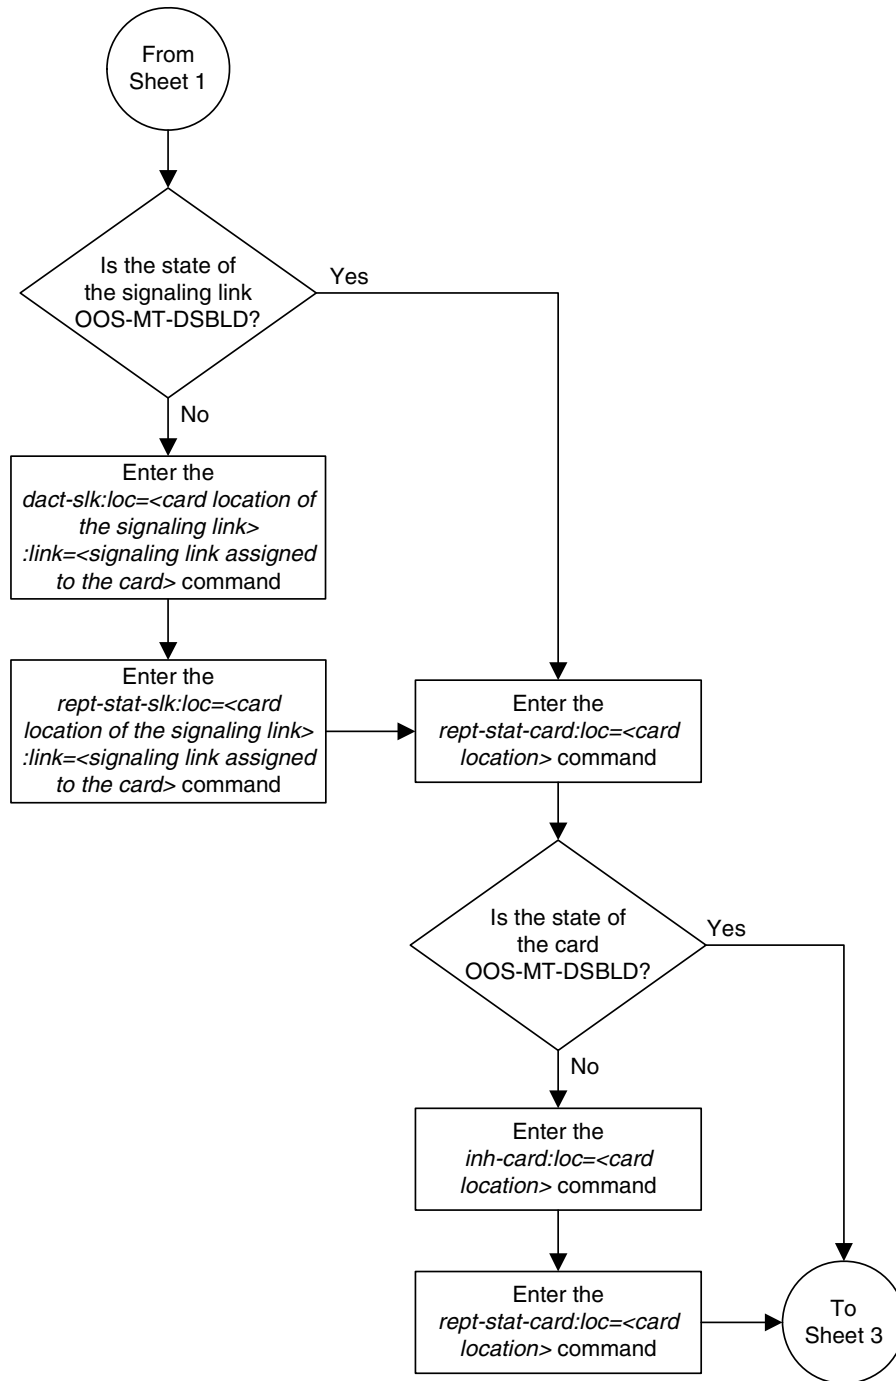 From
Sheet 1
Is the state of
the signaling link
OOS-MT-DSBLD?
Yes
No
Enter the
dact-slk:loc=<card location of
the signaling link>
:link=<signaling link assigned
to the card> command
Enter the
rept-stat-slk:loc=<card
location of the signaling link>
:link=<signaling link assigned
to the card> command
Enter the
rept-stat-card:loc=<card
location> command
Is the state of
the card
OOS-MT-DSBLD?
Yes
No
Enter the
inh-card:loc=<card
location> command
Enter the
rept-stat-card:loc=<card
location> command
To
Sheet 3